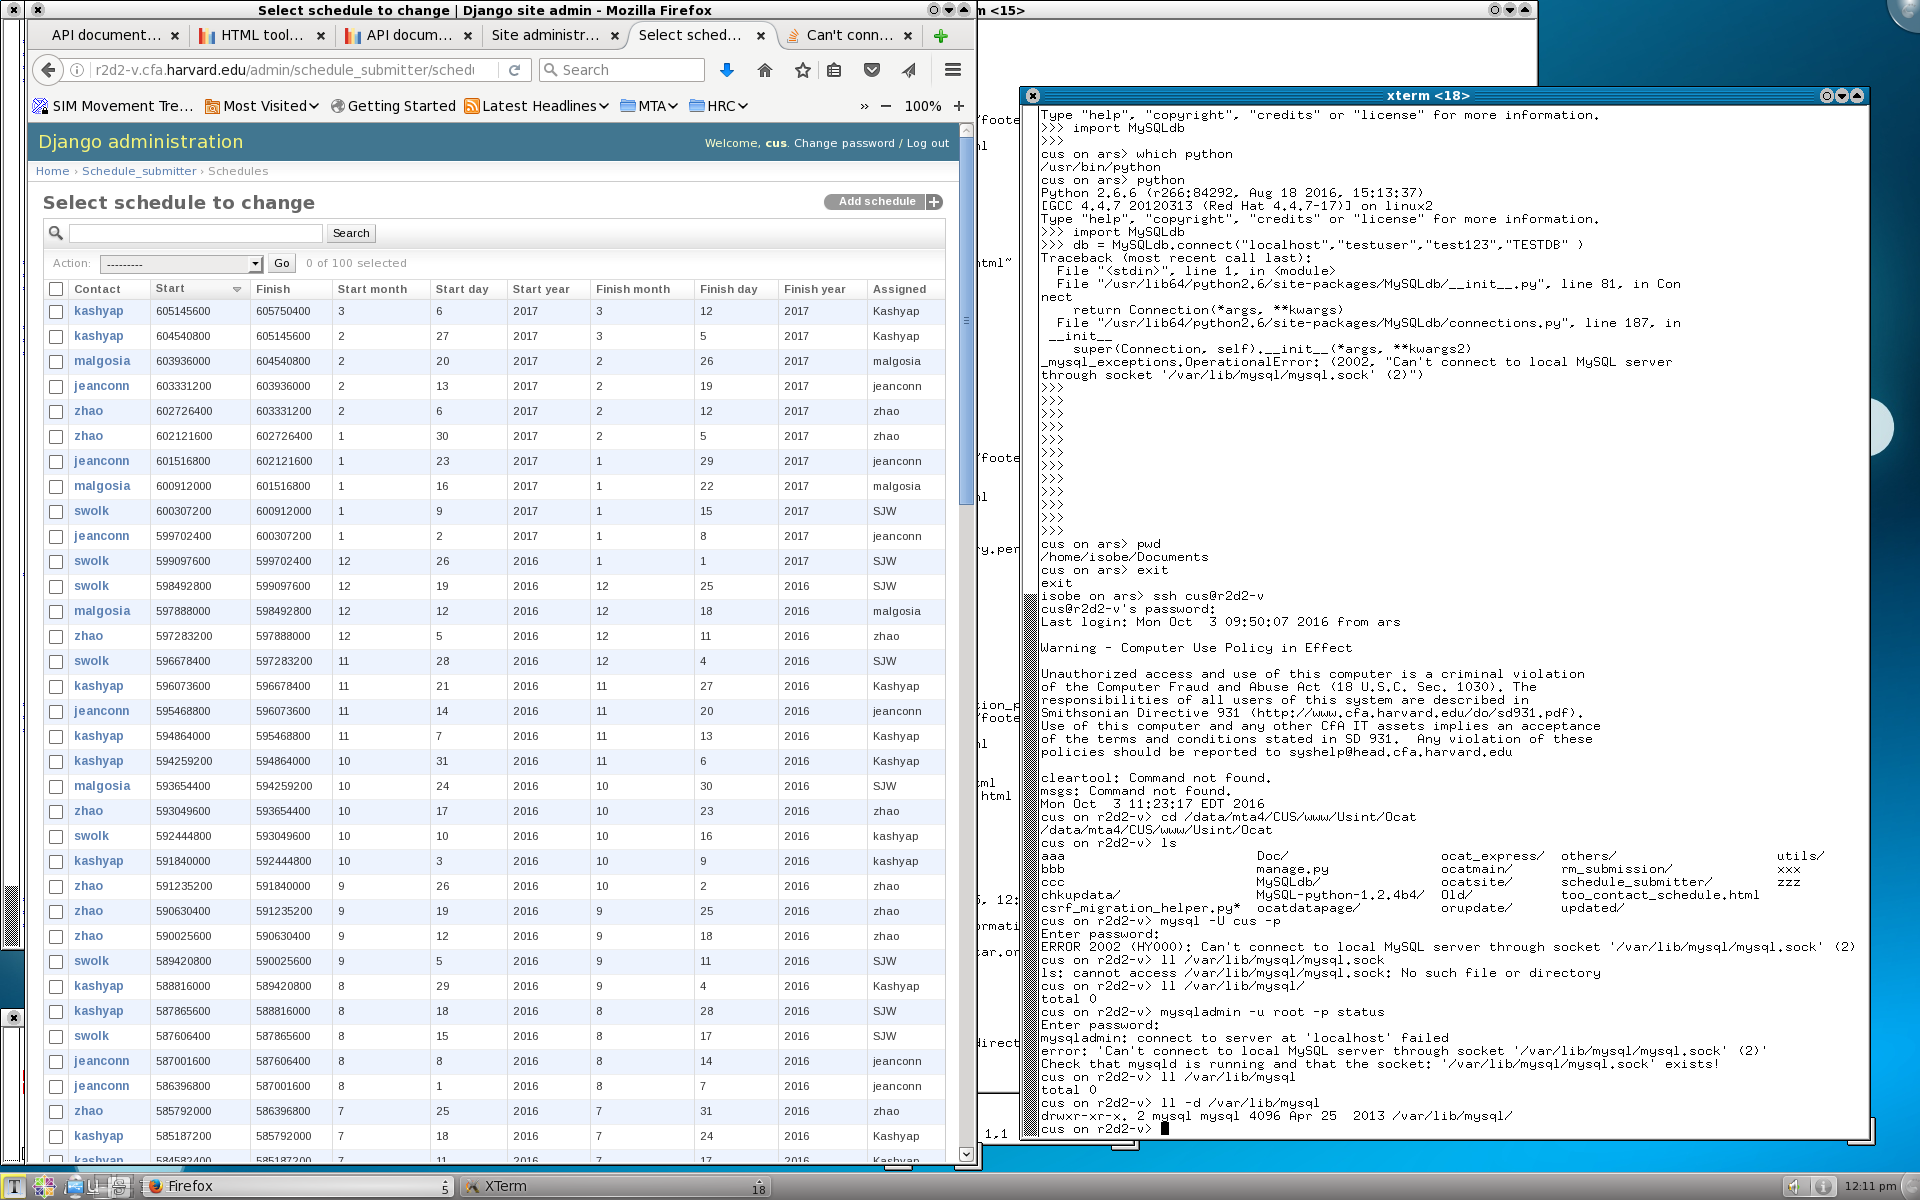 Select schedule to change | Django site admin - Mozilla Firefox
m <15>
API document...
HTML tool...
API docum...
Site administr...
Select sched...
Can't conn...
r2d2-v.cfa.harvard.edu/admin/schedule_submitter/schedu
Search
SIM Movement Tre...
Most Visited
Getting Started
Latest Headlines
MTA
HRC
»
100%
Django administration
Welcome, cus. Change password / Log out
Home › Schedule_submitter › Schedules
Select schedule to change
Add schedule
Search
Action: --------- Go 0 of 100 selected
Contact Start Finish Start month Start day Start year Finish month Finish day Finish year Assigned
kashyap 605145600 605750400 3 6 2017 3 12 2017 Kashyap
kashyap 604540800 605145600 2 27 2017 3 5 2017 Kashyap
malgosia 603936000 604540800 2 20 2017 2 26 2017 malgosia
jeanconn 603331200 603936000 2 13 2017 2 19 2017 jeanconn
zhao 602726400 603331200 2 6 2017 2 12 2017 zhao
zhao 602121600 602726400 1 30 2017 2 5 2017 zhao
jeanconn 601516800 602121600 1 23 2017 1 29 2017 jeanconn
malgosia 600912000 601516800 1 16 2017 1 22 2017 malgosia
swolk 600307200 600912000 1 9 2017 1 15 2017 SJW
jeanconn 599702400 600307200 1 2 2017 1 8 2017 jeanconn
swolk 599097600 599702400 12 26 2016 1 1 2017 SJW
swolk 598492800 599097600 12 19 2016 12 25 2016 SJW
malgosia 597888000 598492800 12 12 2016 12 18 2016 malgosia
zhao 597283200 597888000 12 5 2016 12 11 2016 zhao
swolk 596678400 597283200 11 28 2016 12 4 2016 SJW
kashyap 596073600 596678400 11 21 2016 11 27 2016 Kashyap
jeanconn 595468800 596073600 11 14 2016 11 20 2016 jeanconn
kashyap 594864000 595468800 11 7 2016 11 13 2016 Kashyap
kashyap 594259200 594864000 10 31 2016 11 6 2016 Kashyap
malgosia 593654400 594259200 10 24 2016 10 30 2016 SJW
zhao 593049600 593654400 10 17 2016 10 23 2016 zhao
swolk 592444800 593049600 10 10 2016 10 16 2016 kashyap
kashyap 591840000 592444800 10 3 2016 10 9 2016 kashyap
zhao 591235200 591840000 9 26 2016 10 2 2016 zhao
zhao 590630400 591235200 9 19 2016 9 25 2016 zhao
zhao 590025600 590630400 9 12 2016 9 18 2016 zhao
swolk 589420800 590025600 9 5 2016 9 11 2016 SJW
kashyap 588816000 589420800 8 29 2016 9 4 2016 Kashyap
kashyap 587865600 588816000 8 18 2016 8 28 2016 Kashyap
swolk 587606400 587865600 8 15 2016 8 17 2016 SJW
jeanconn 587001600 587606400 8 8 2016 8 14 2016 jeanconn
jeanconn 586396800 587001600 8 1 2016 8 7 2016 jeanconn
zhao 585792000 586396800 7 25 2016 7 31 2016 zhao
kashyap 585187200 585792000 7 18 2016 7 24 2016 Kashyap
kashyap 584582400 585187200 7 11 2016 7 17 2016 Kashyap
/foote
nl
html~
/foote
nl
y.per
tion_p
/foote
nl
tml
html
5, 12:
ormati
tar.or
direct
1,1
xterm <18>
Type "help", "copyright", "credits" or "license" for more information.
>>> import MySQLdb
>>>
cus on ars> which python
/usr/bin/python
cus on ars> python
Python 2.6.6 (r266:84292, Aug 18 2016, 15:13:37)
[GCC 4.4.7 20120313 (Red Hat 4.4.7-17)] on linux2
Type "help", "copyright", "credits" or "license" for more information.
>>> import MySQLdb
>>> db = MySQLdb.connect("localhost","testuser","test123","TESTDB" )
Traceback (most recent call last):
  File "<stdin>", line 1, in <module>
  File "/usr/lib64/python2.6/site-packages/MySQLdb/__init__.py", line 81, in Con
nect
    return Connection(*args, **kwargs)
  File "/usr/lib64/python2.6/site-packages/MySQLdb/connections.py", line 187, in
 __init__
    super(Connection, self).__init__(*args, **kwargs2)
_mysql_exceptions.OperationalError: (2002, "Can't connect to local MySQL server
through socket '/var/lib/mysql/mysql.sock' (2)")
>>>
>>>
>>>
>>>
>>>
>>>
>>>
>>>
>>>
>>>
>>>
>>>
cus on ars> pwd
/home/isobe/Documents
cus on ars> exit
exit
isobe on ars> ssh cus@r2d2-v
cus@r2d2-v's password:
Last login: Mon Oct  3 09:50:07 2016 from ars
Warning - Computer Use Policy in Effect
Unauthorized access and use of this computer is a criminal violation
of the Computer Fraud and Abuse Act (18 U.S.C. Sec. 1030). The
responsibilities of all users of this system are described in
Smithsonian Directive 931 (http://www.cfa.harvard.edu/do/sd931.pdf).
Use of this computer and any other CfA IT assets implies an acceptance
of the terms and conditions stated in SD 931.  Any violation of these
policies should be reported to syshelp@head.cfa.harvard.edu
cleartool: Command not found.
msgs: Command not found.
Mon Oct  3 11:23:17 EDT 2016
cus on r2d2-v> cd /data/mta4/CUS/www/Usint/Ocat
/data/mta4/CUS/www/Usint/Ocat
cus on r2d2-v> ls
aaa Doc/ ocat_express/ others/ utils/
bbb manage.py ocatmain/ rm_submission/ xxx
ccc MySQLdb/ ocatsite/ schedule_submitter/ zzz
chkupdata/ MySQL-python-1.2.4b4/ Old/ too_contact_schedule.html
csrf_migration_helper.py* ocatdatapage/ orupdate/ updated/
cus on r2d2-v> mysql -U cus -p
Enter password:
ERROR 2002 (HY000): Can't connect to local MySQL server through socket '/var/lib/mysql/mysql.sock' (2)
cus on r2d2-v> ll /var/lib/mysql/mysql.sock
ls: cannot access /var/lib/mysql/mysql.sock: No such file or directory
cus on r2d2-v> ll /var/lib/mysql/
total 0
cus on r2d2-v> mysqladmin -u root -p status
Enter password:
mysqladmin: connect to server at 'localhost' failed
error: 'Can't connect to local MySQL server through socket '/var/lib/mysql/mysql.sock' (2)'
Check that mysqld is running and that the socket: '/var/lib/mysql/mysql.sock' exists!
cus on r2d2-v> ll /var/lib/mysql
total 0
cus on r2d2-v> ll -d /var/lib/mysql
drwxr-xr-x. 2 mysql mysql 4096 Apr 25  2013 /var/lib/mysql/
cus on r2d2-v>
Firefox 5
XTerm 18
12:11 pm